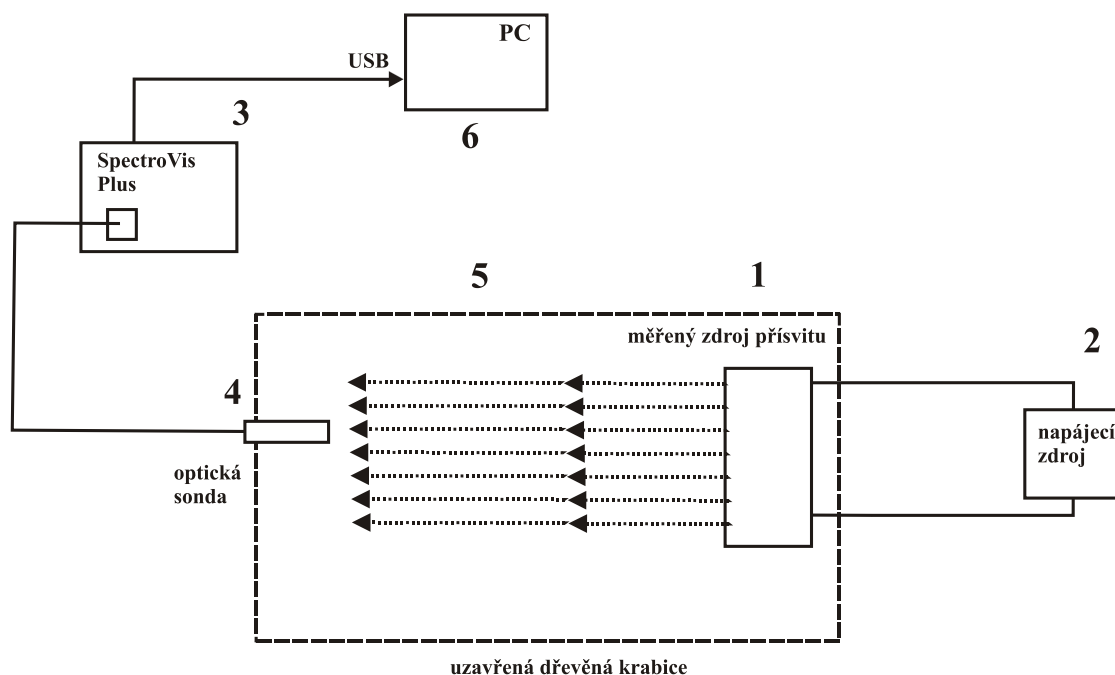 PC
USB
3
6
SpectroVis
Plus
5
1
měřený zdroj přísvitu
2
4
napájecí
zdroj
optická
sonda
uzavřená dřevěná krabice